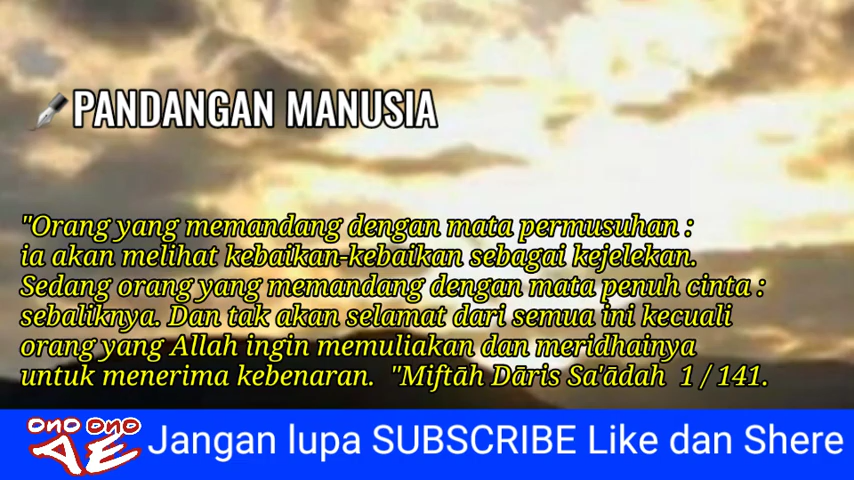 PANDANGAN MANUSIA
"Orang yang memandang dengan mata permusuhan :
ia akan melihat kebaikan-kebaikan sebagai kejelekan.
Sedang orang yang memandang dengan mata penuh cinta :
sebaliknya. Dan tak akan selamat dari semua ini kecuali
orang yang Allah ingin memuliakan dan meridhainya
untuk menerima kebenaran. "Miftāh Dāris Sa'ādah 1 / 141.
ONO ONO
AE
Jangan lupa SUBSCRIBE Like dan Shere